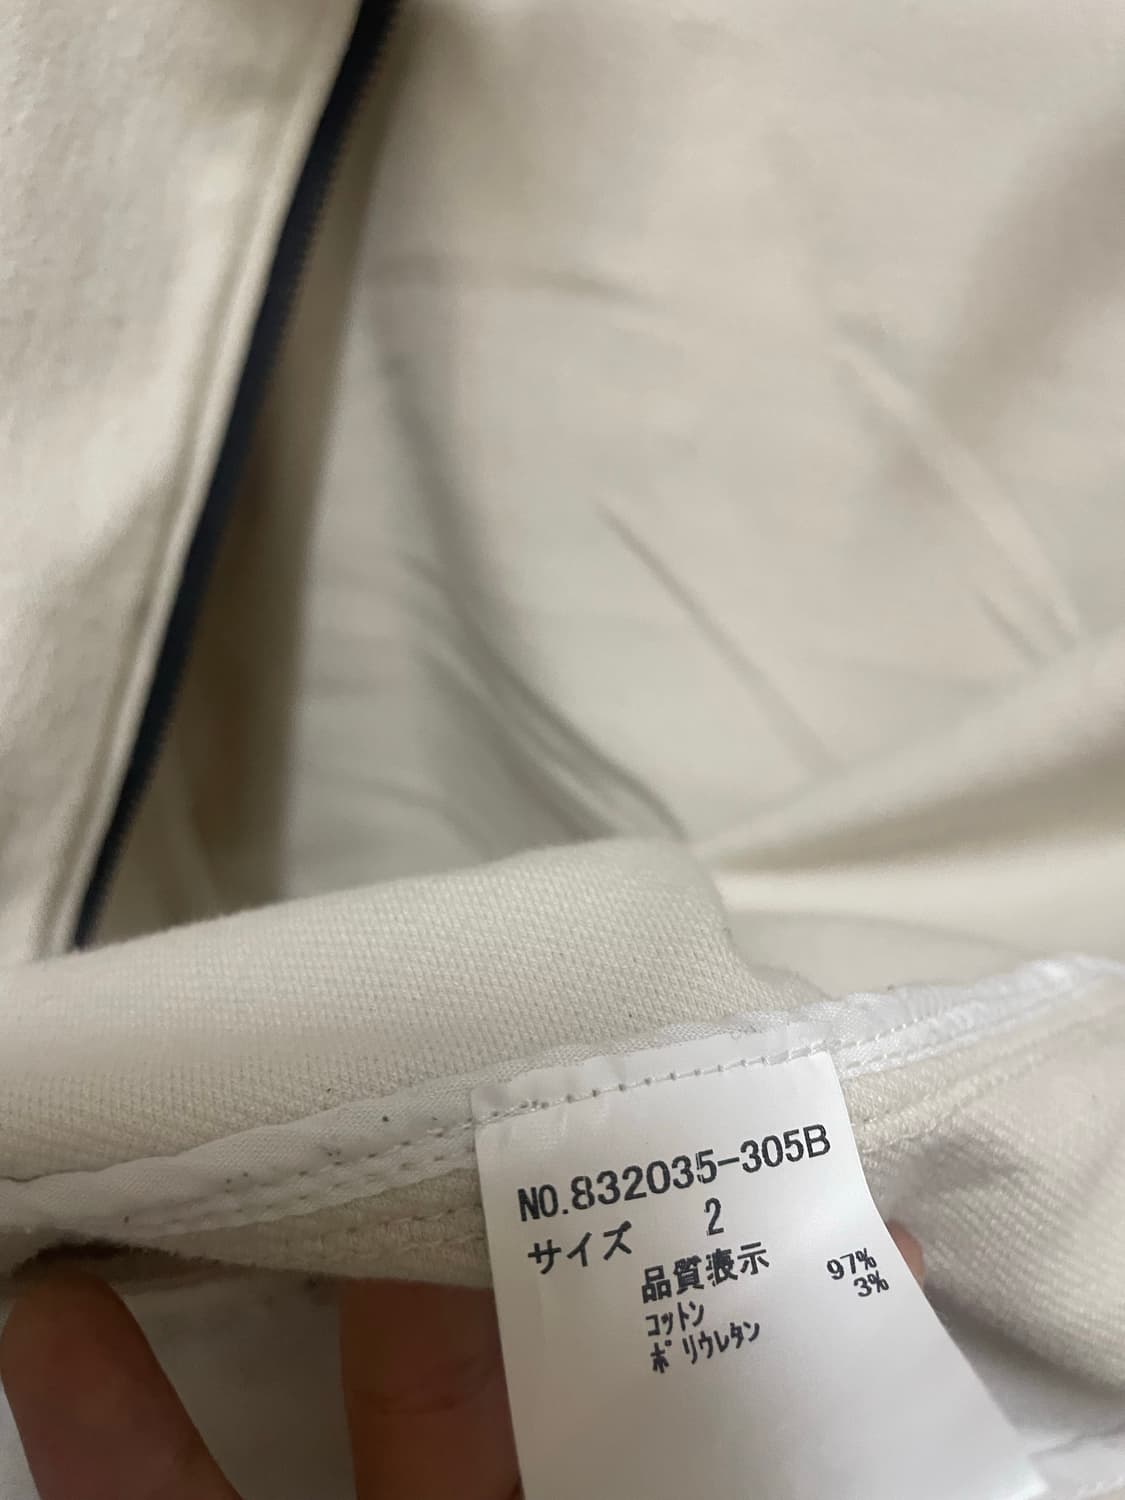 NO.832035-305B
サイズ 2
品質表示
コットン 97%
ポリウレタン 3%